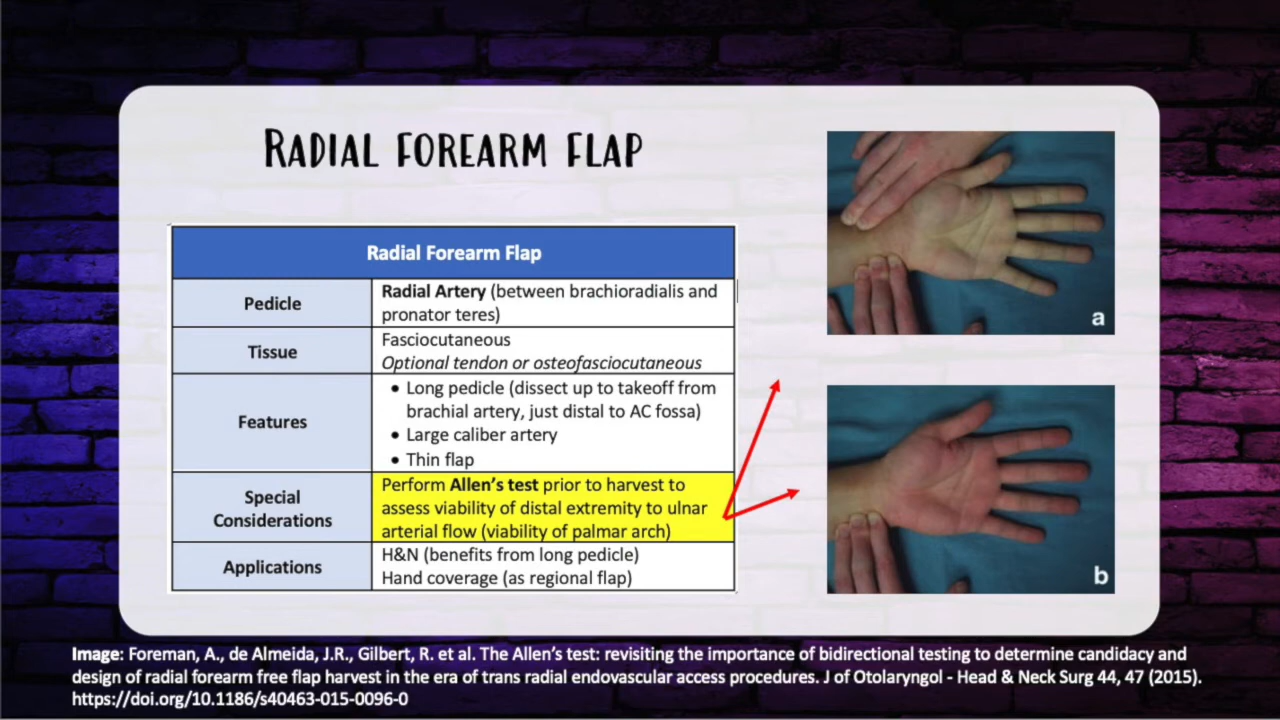 RADIAL FOREARM FLAP
Radial Forearm Flap
Pedicle
Radial Artery (between brachioradialis and
pronator teres)
Tissue
Fasciocutaneous
Optional tendon or osteofasciocutaneous
Features
• Long pedicle (dissect up to takeoff from
brachial artery, just distal to AC fossa)
• Large caliber artery
• Thin flap
Special
Considerations
Perform Allen's test prior to harvest to
assess viability of distal extremity to ulnar
arterial flow (viability of palmar arch)
Applications
H&N (benefits from long pedicle)
Hand coverage (as regional flap)
a
b
Image: Foreman, A., de Almeida, J.R., Gilbert, R. et al. The Allen's test: revisiting the importance of bidirectional testing to determine candidacy and
design of radial forearm free flap harvest in the era of trans radial endovascular access procedures. J of Otolaryngol - Head & Neck Surg 44, 47 (2015).
https://doi.org/10.1186/s40463-015-0096-0